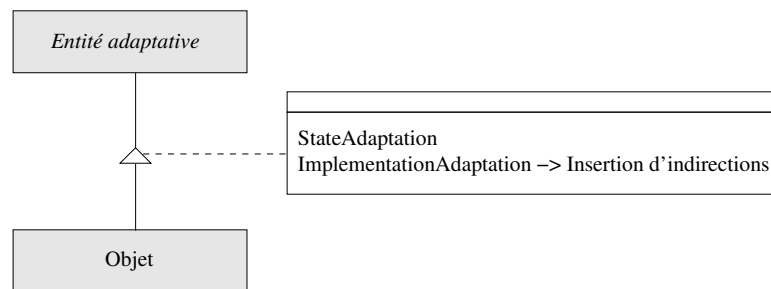 Entité adaptative
StateAdaptation
ImplementationAdaptation −> Insertion d’indirections
Objet